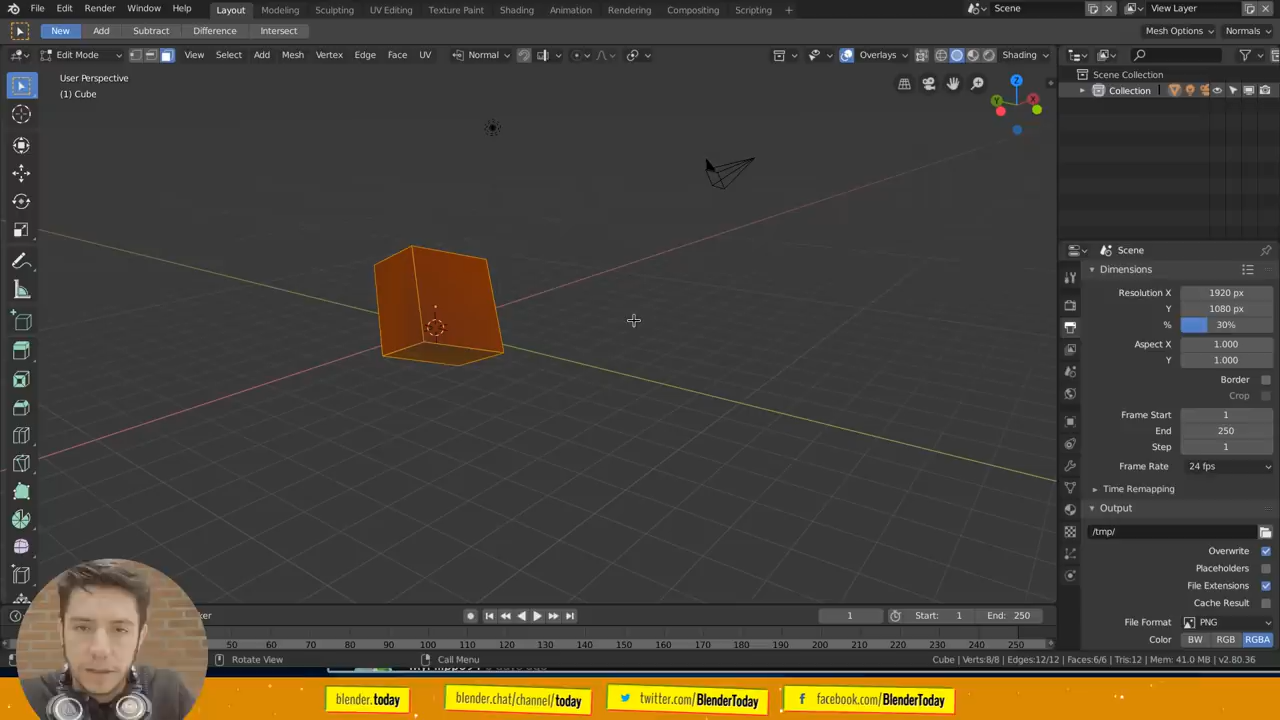 File Edit Render Window Help Layout Modeling Sculpting UV Editing Texture Paint Shading Animation Rendering Compositing Scripting + Scene View Layer
New Add Subtract Difference Intersect Mesh Options Normals
Edit Mode View Select Add Mesh Vertex Edge Face UV Normal Overlays Shading
User Perspective
(1) Cube
Scene Collection
Collection
Z
Y
X
Scene
Dimensions
Resolution X 1920 px
Y 1080 px
% 30%
Aspect X 1.000
Y 1.000
Border
Crop
Frame Start 1
End 250
Step 1
Frame Rate 24 fps
Time Remapping
Output
/tmp/
Overwrite
Placeholders
File Extensions
Cache Result
File Format PNG
Color BW RGB RGBA
1 Start: 1 End: 250
50 60 70 80 90 100 110 120 130 140 150 160 170 180 190 200 210 220 230 240 250
Rotate View Call Menu Cube | Verts:8/8 | Edges:12/12 | Faces:6/6 | Tris:12 | Mem: 41.0 MB | v2.80.36
blender.today blender.chat/channel/today twitter.com/BlenderToday facebook.com/BlenderToday